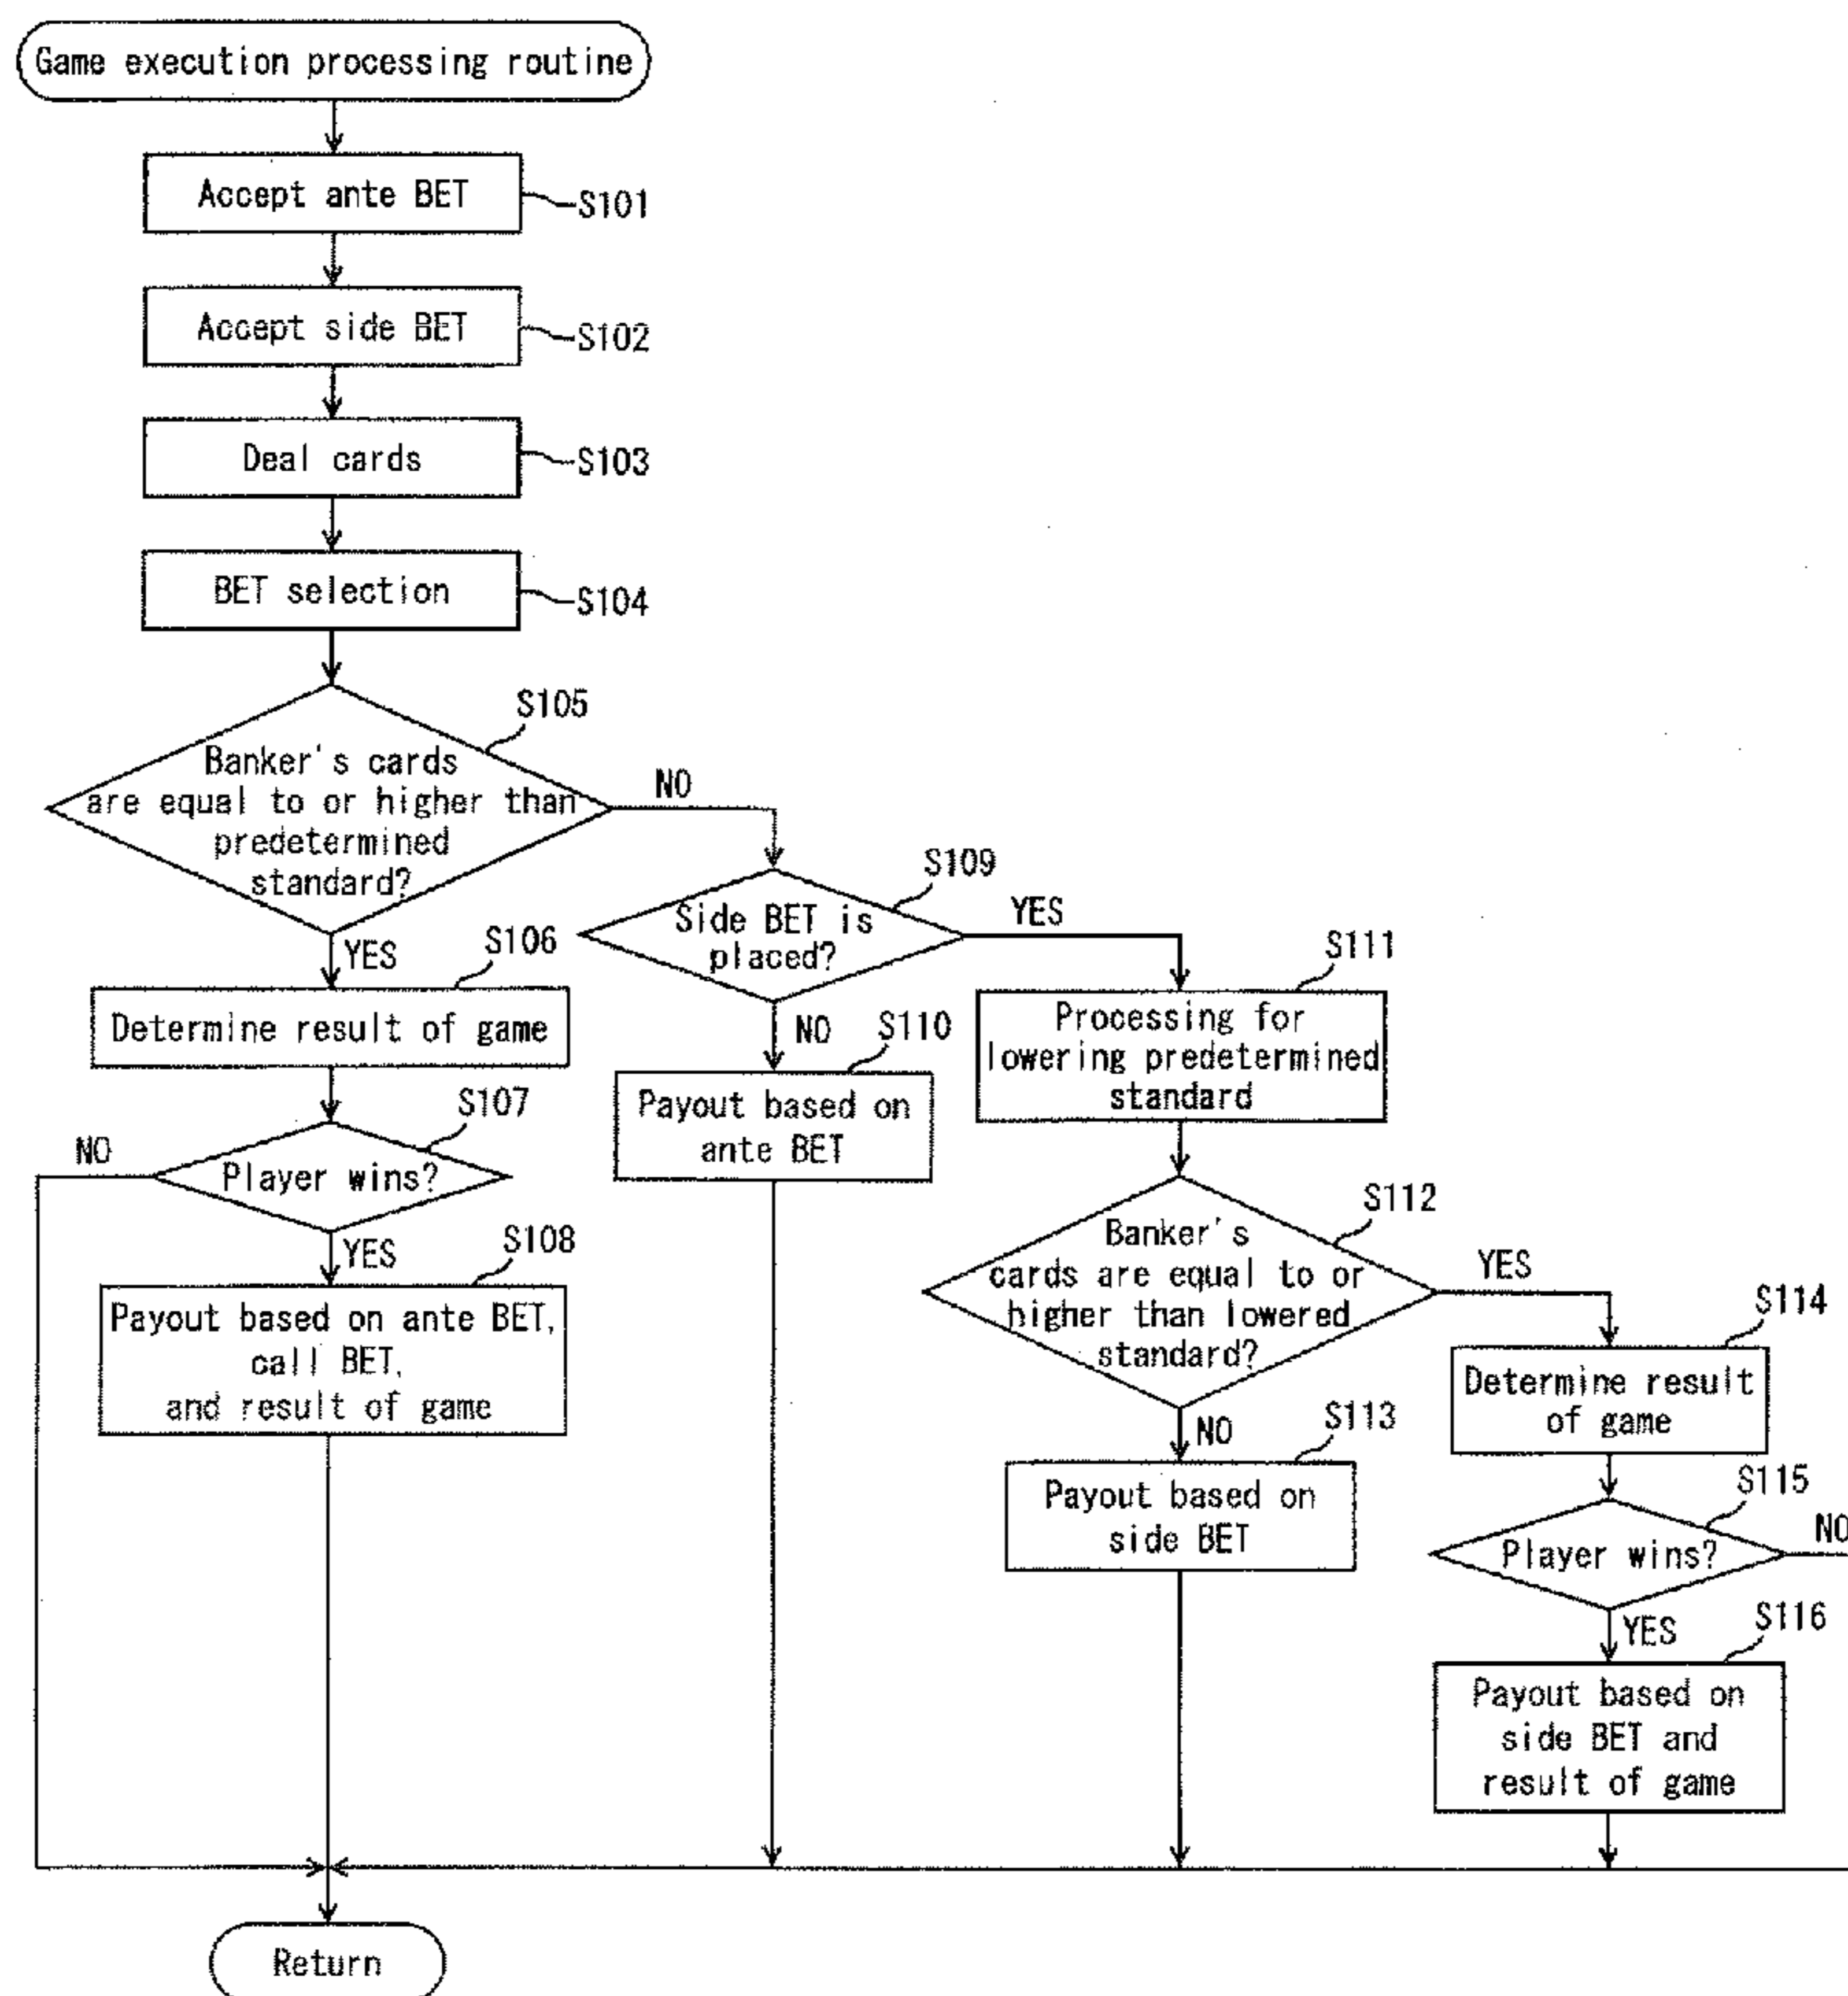 Game execution processing routine
Accept ante BET
S101
Accept side BET
S102
Deal cards
S103
BET selection
S104
S105
Banker's cards
are equal to or higher than
predetermined
standard?
NO
YES
S109
Side BET is
placed?
YES
NO
S106
Determine result of game
S107
Player wins?
NO
YES
S108
Payout based on ante BET,
call BET,
and result of game
S110
Payout based on
ante BET
S111
Processing for
lowering predetermined
standard
S112
Banker's
cards are equal to or
higher than lowered
standard?
YES
NO
S113
Payout based on
side BET
S114
Determine result
of game
S115
Player wins?
NO
YES
S116
Payout based on
side BET and
result of game
Return